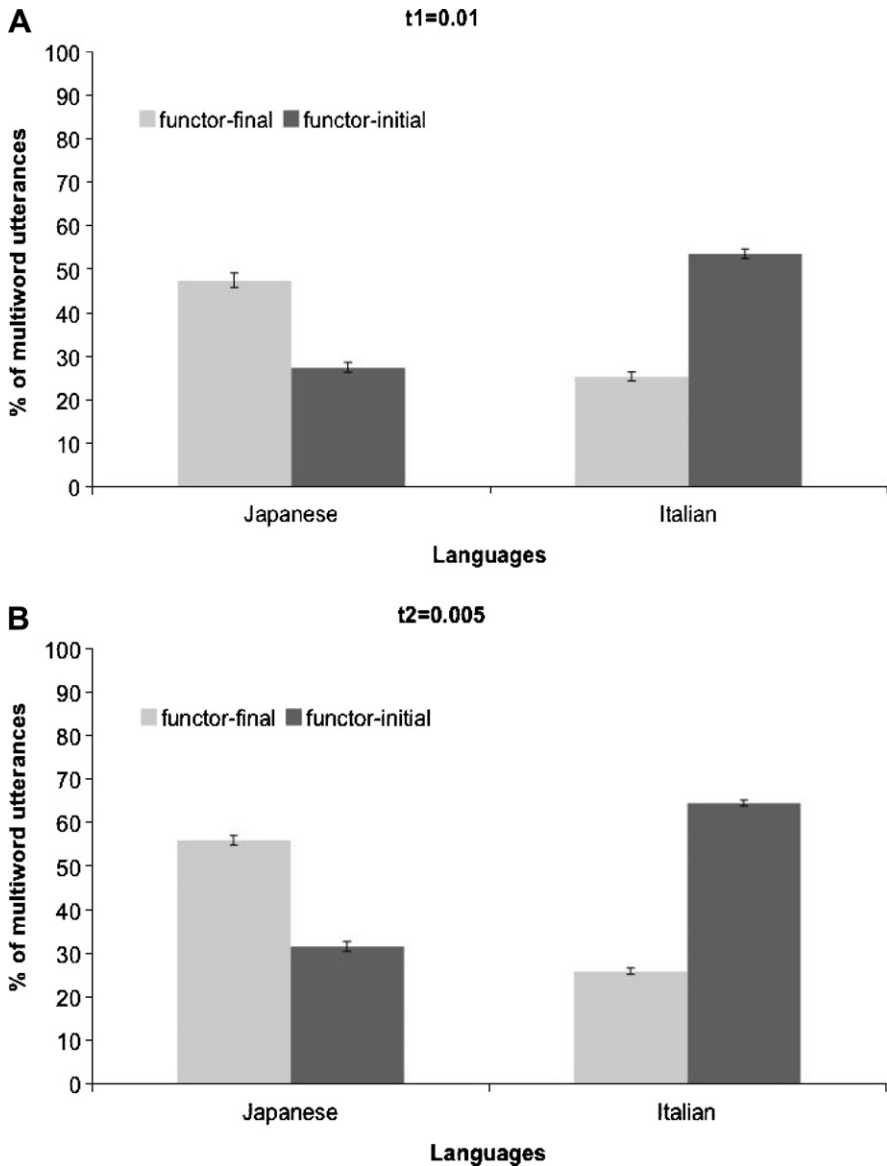 A
t1=0.01
100
90
80
70
60
50
40
30
20
10
0
% of multiword utterances
functor-final functor-initial
Japanese Italian
Languages
B
t2=0.005
100
90
80
70
60
50
40
30
20
10
0
% of multiword utterances
functor-final functor-initial
Japanese Italian
Languages